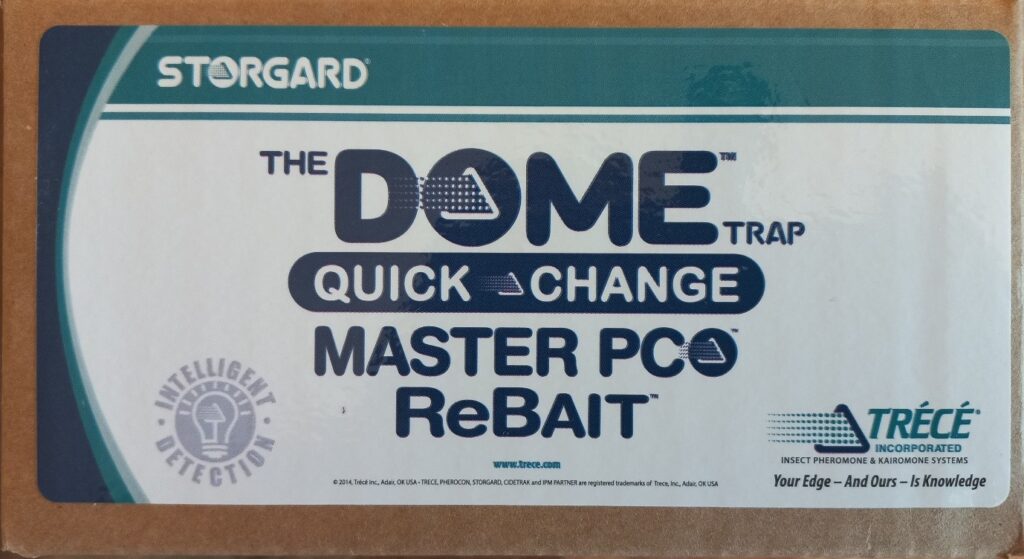 STORGARD®
THE DOME™ TRAP
QUICK CHANGE™
MASTER PCO™
ReBAIT™
INTELLIGENT
DETECTION
www.trece.com
© 2014, Trécé Inc., Adair, OK USA - TRECE, PHEROCON, STORGARD, CIDETRAK and IPM PARTNER are registered trademarks of Trece, Inc., Adair, OK USA
TRÉCÉ®
INCORPORATED
INSECT PHEROMONE & KAIROMONE SYSTEMS
Your Edge – And Ours – Is Knowledge